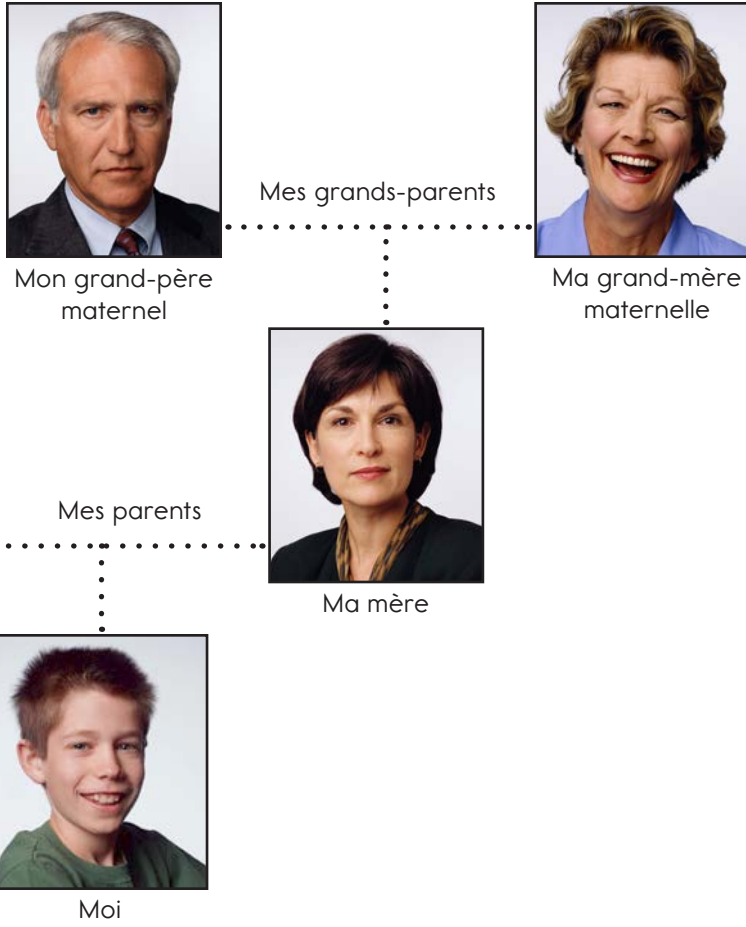 Mes grands-parents
Mon grand-père
maternel
Ma grand-mère
maternelle
Mes parents
Ma mère
Moi